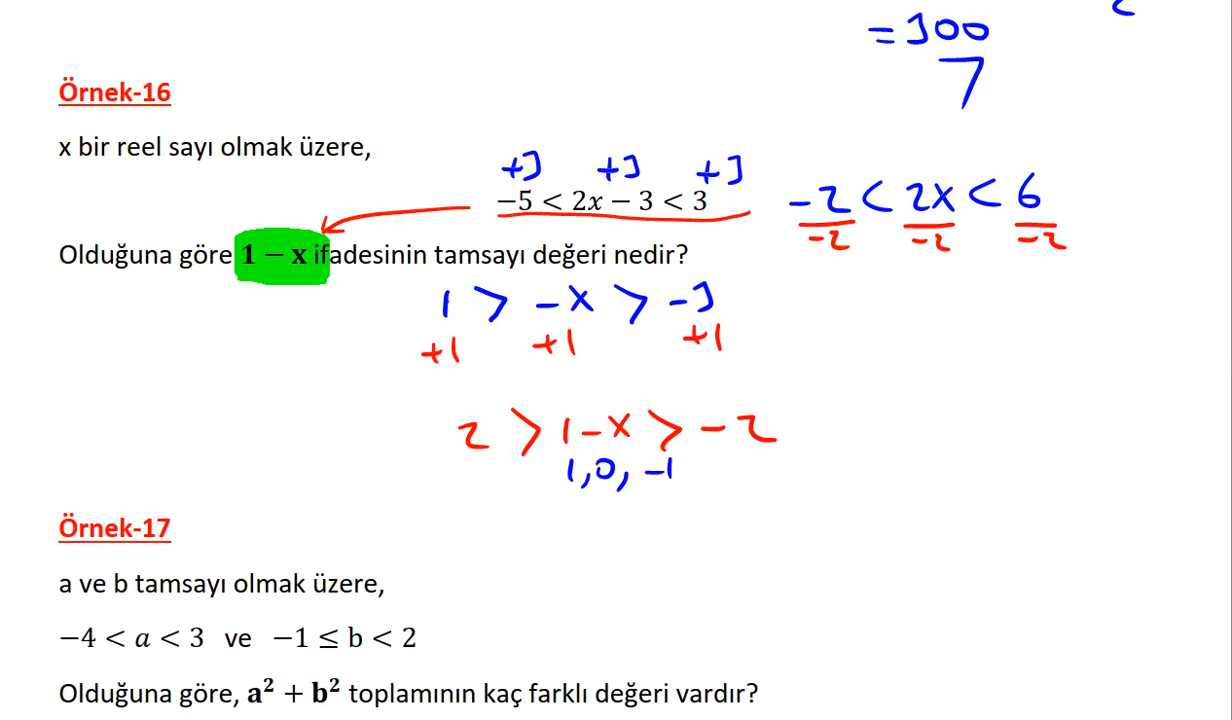 = 300
7
Örnek-16
x bir reel sayı olmak üzere,
+3 +3 +3
−5 < 2x − 3 < 3
-2 < 2x < 6
-2 -2 -2
Olduğuna göre 1 − x ifadesinin tamsayı değeri nedir?
1 > -x > -3
+1 +1 +1
2 > 1-x > -2
1, 0, -1
Örnek-17
a ve b tamsayı olmak üzere,
−4 < a < 3 ve −1 ≤ b < 2
Olduğuna göre, a² + b² toplamının kaç farklı değeri vardır?